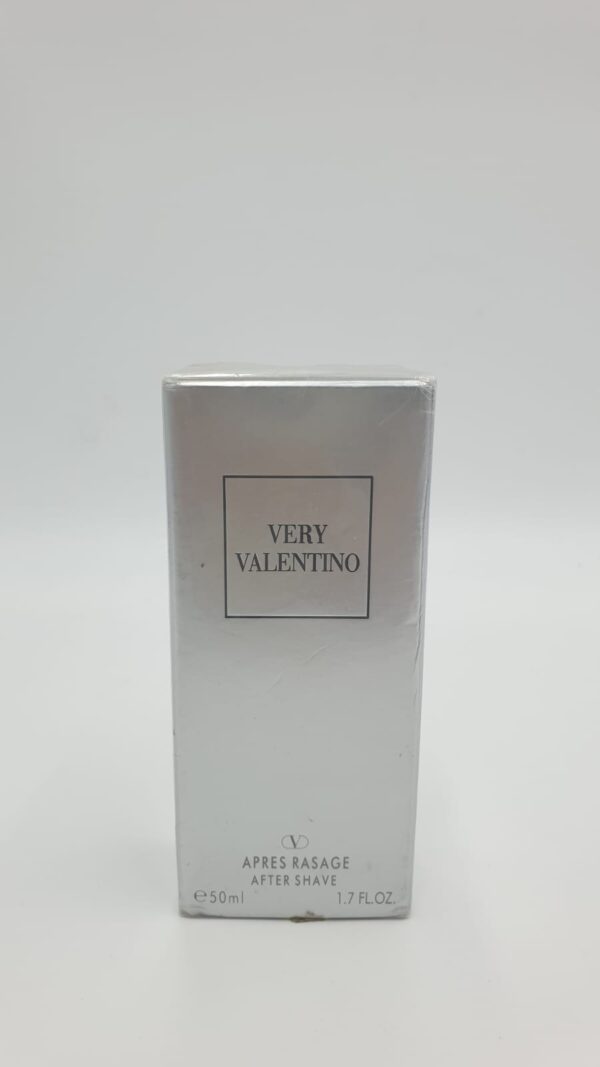 VERY
VALENTINO
V
APRES RASAGE
AFTER SHAVE
℮50ml 1.7 FL.OZ.